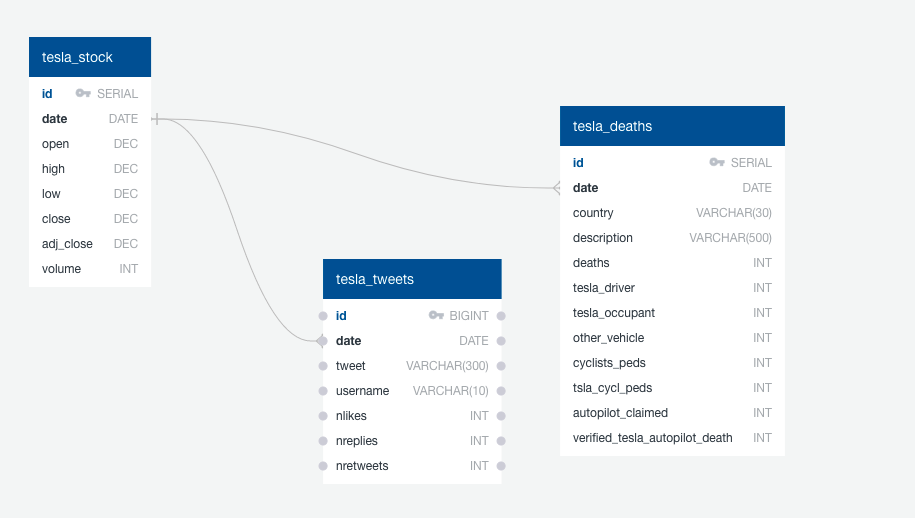 tesla_stock
id SERIAL
date DATE
open DEC
high DEC
low DEC
close DEC
adj_close DEC
volume INT
tesla_tweets
id BIGINT
date DATE
tweet VARCHAR(300)
username VARCHAR(10)
nlikes INT
nreplies INT
nretweets INT
tesla_deaths
id SERIAL
date DATE
country VARCHAR(30)
description VARCHAR(500)
deaths INT
tesla_driver INT
tesla_occupant INT
other_vehicle INT
cyclists_peds INT
tsla_cycl_peds INT
autopilot_claimed INT
verified_tesla_autopilot_death INT